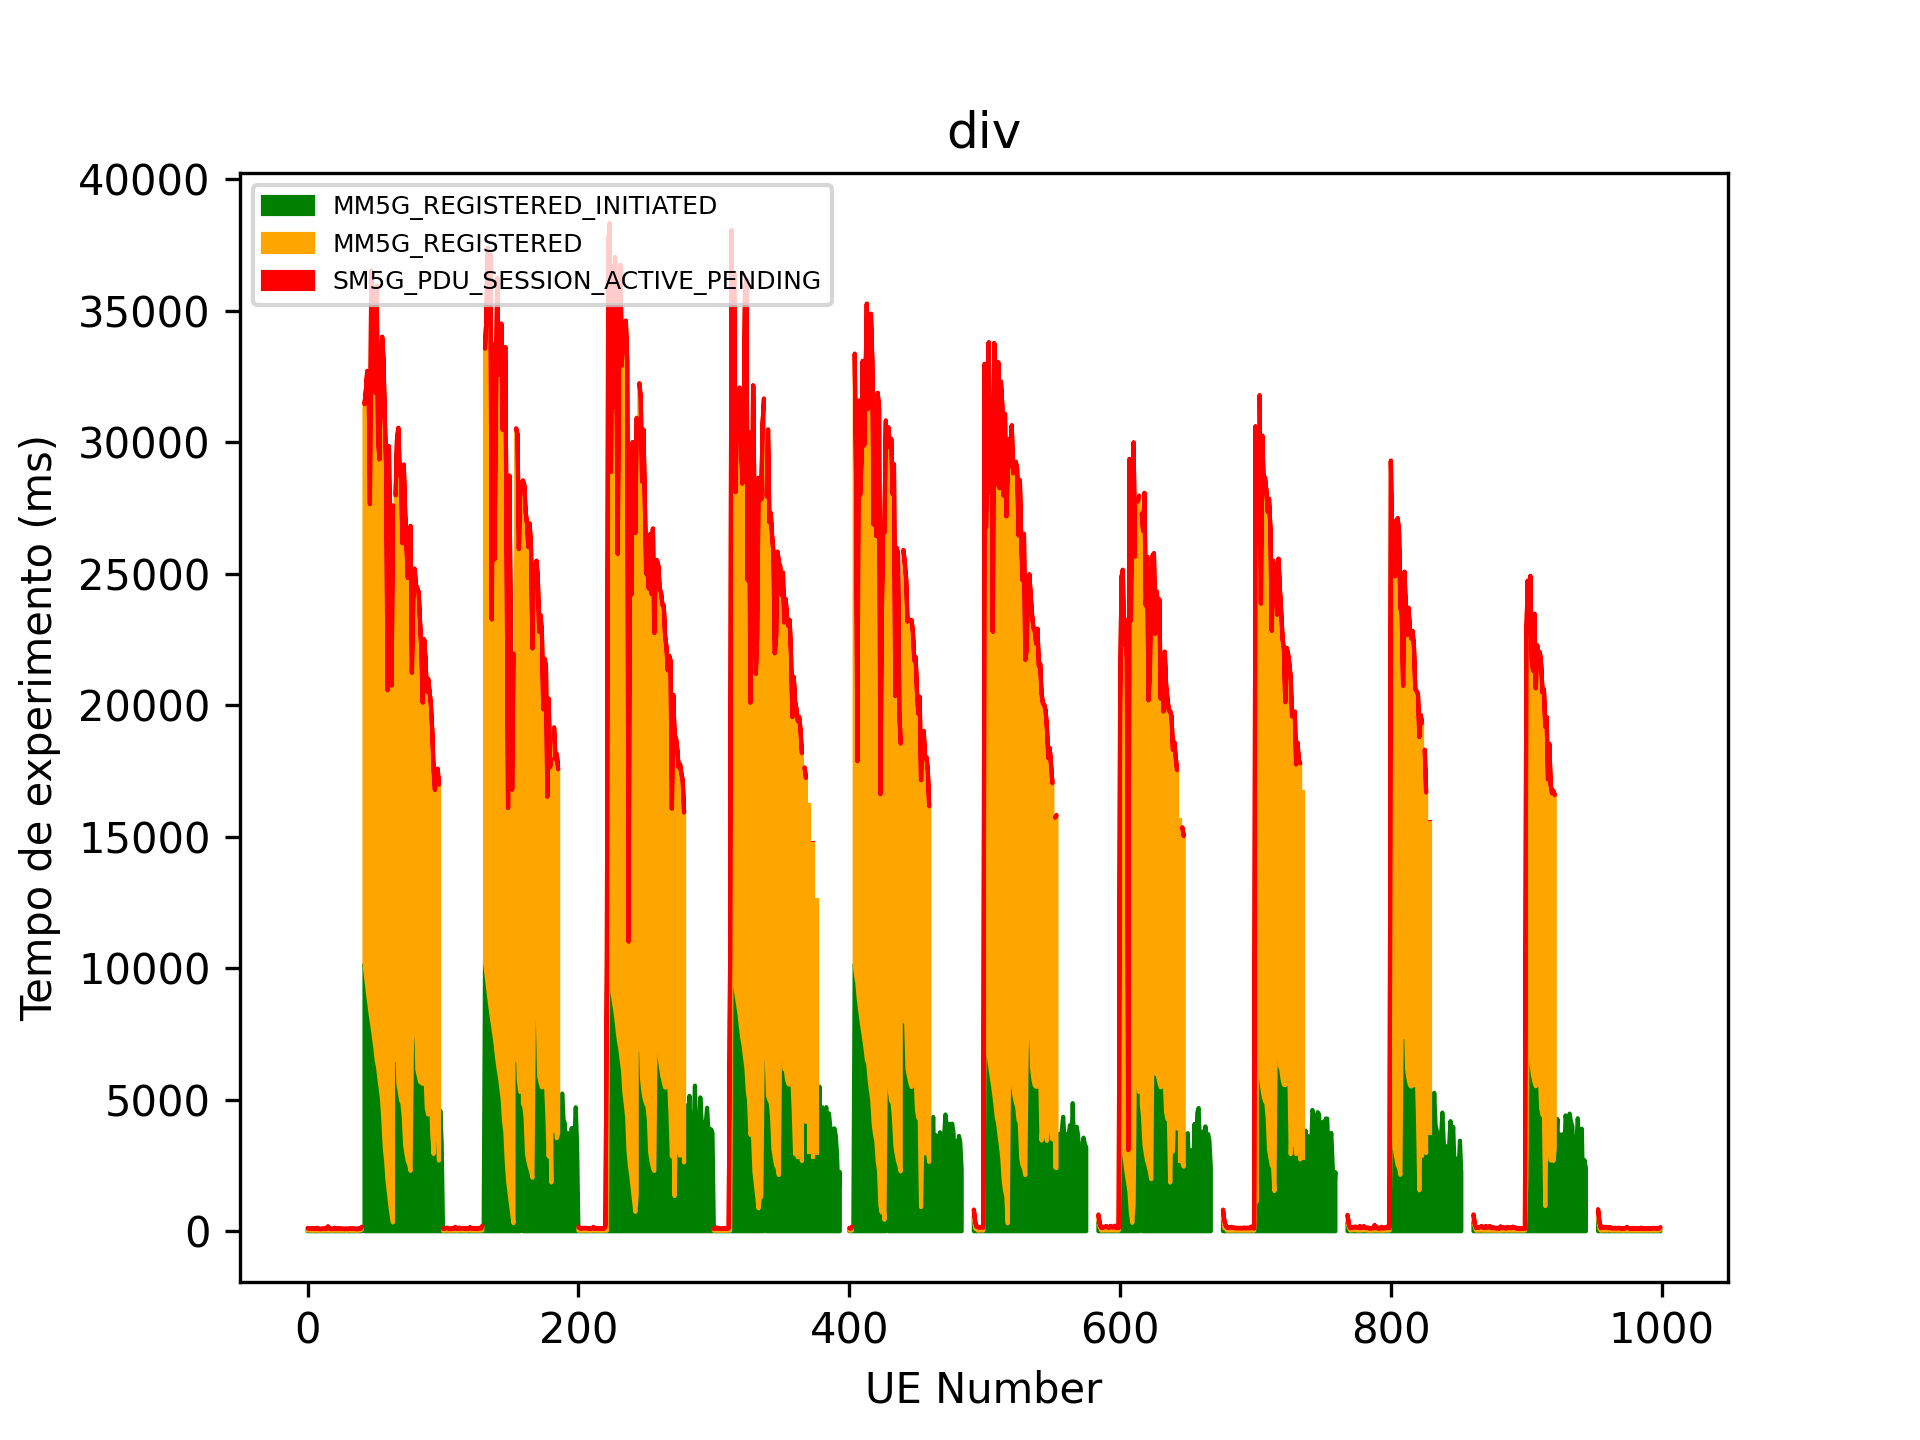 div
40000
35000
30000
25000
20000
15000
10000
5000
0
Tempo de experimento (ms)
MM5G_REGISTERED_INITIATED
MM5G_REGISTERED
SM5G_PDU_SESSION_ACTIVE_PENDING
0 200 400 600 800 1000
UE Number